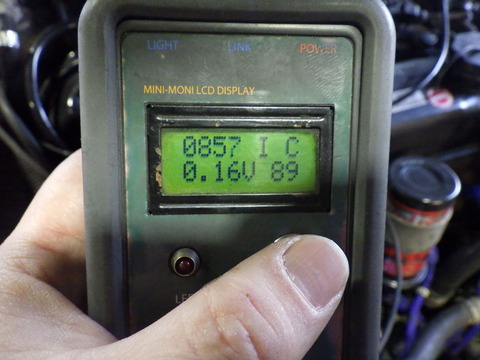 LIGHT LINK POWER
MINI-MONI LCD DISPLAY
0857 I C
0.16V 89